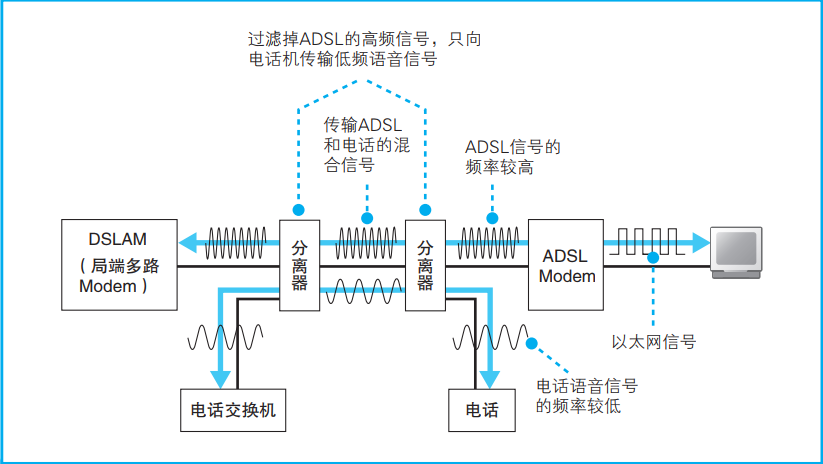 过滤掉ADSL的高频信号，只向
电话机传输低频语音信号
传输ADSL
和电话的混
合信号
ADSL信号的
频率较高
DSLAM
（局端多路
Modem）
分离器
分离器
ADSL
Modem
以太网信号
电话语音信号
的频率较低
电话交换机
电话